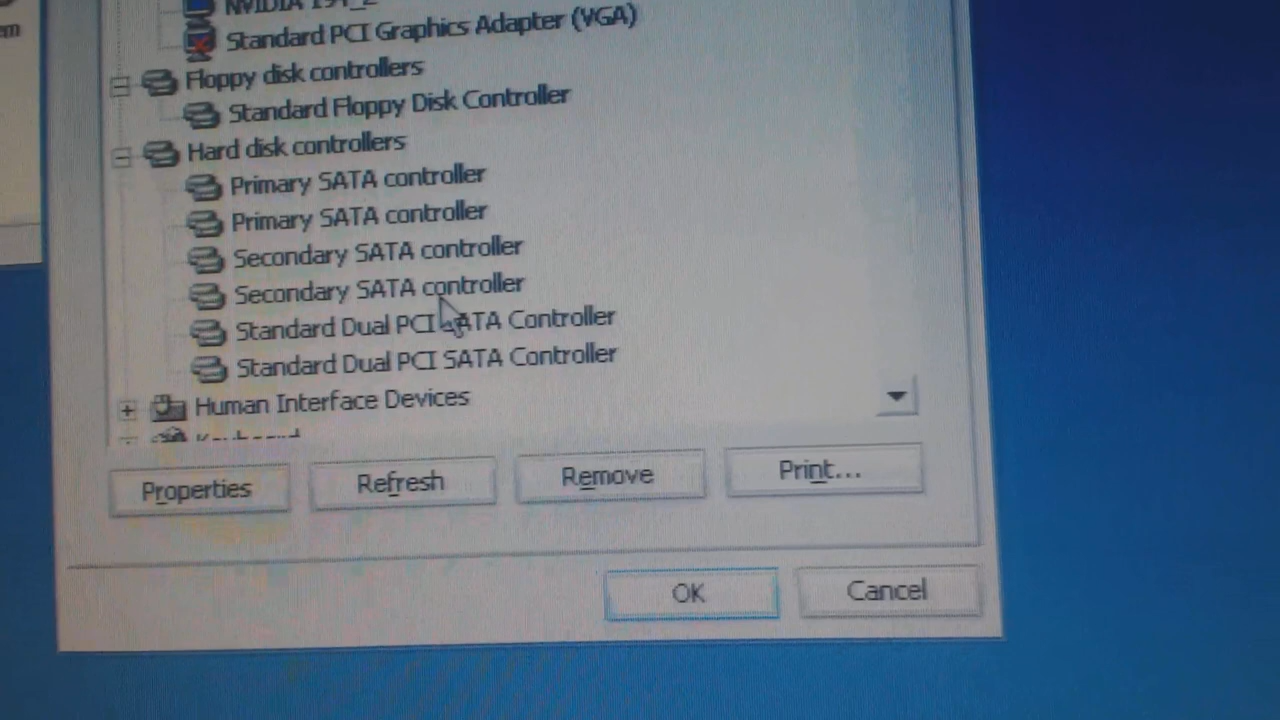 em
NVIDIA
Standard PCI Graphics Adapter (VGA)
Floppy disk controllers
Standard Floppy Disk Controller
Hard disk controllers
Primary SATA controller
Primary SATA controller
Secondary SATA controller
Secondary SATA controller
Standard Dual PCI SATA Controller
Standard Dual PCI SATA Controller
Human Interface Devices
Properties
Refresh
Remove
Print...
OK
Cancel